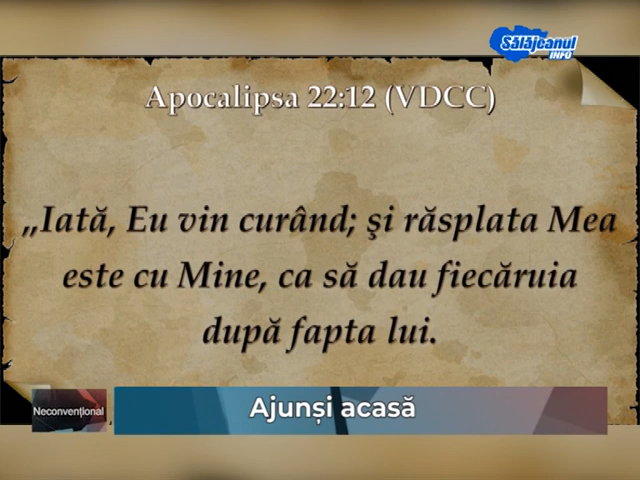 Sălăjeanul
INFO
Apocalipsa 22:12 (VDCC)
„Iată, Eu vin curând; şi răsplata Mea
este cu Mine, ca să dau fiecăruia
după fapta lui.
Neconvențional
Ajunși acasă